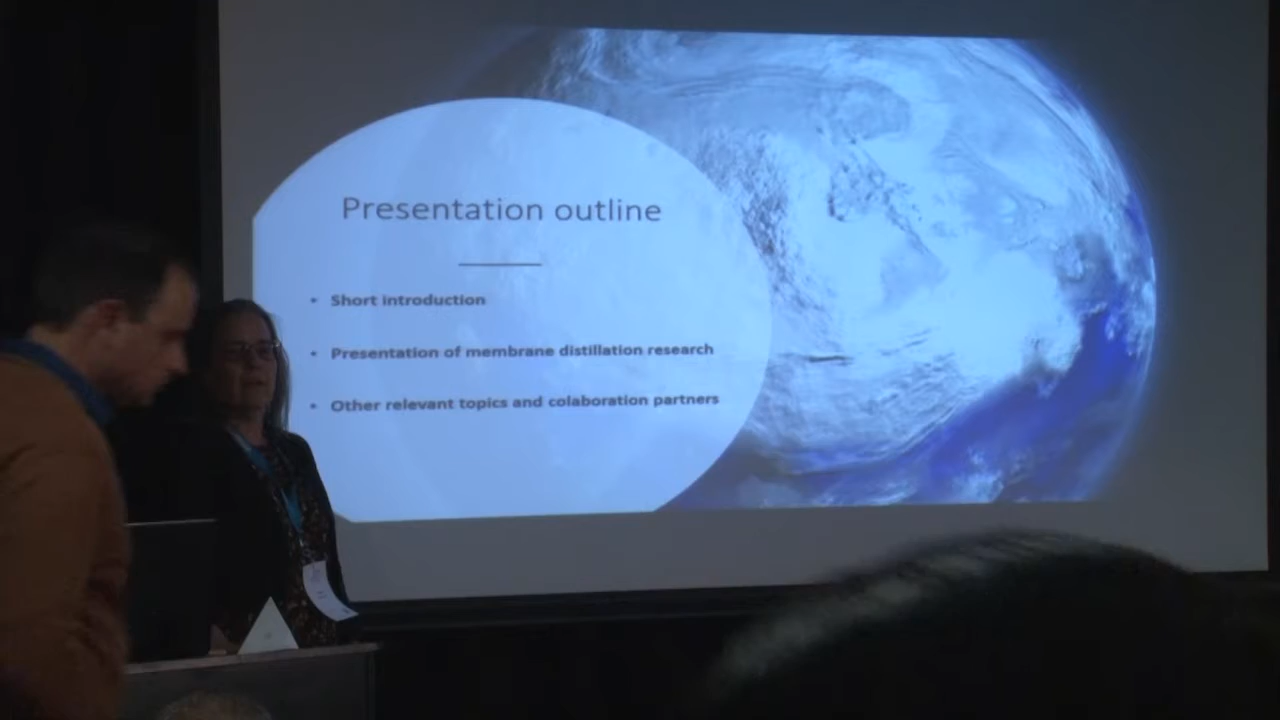 Presentation outline
• Short introduction
• Presentation of membrane distillation research
• Other relevant topics and colaboration partners